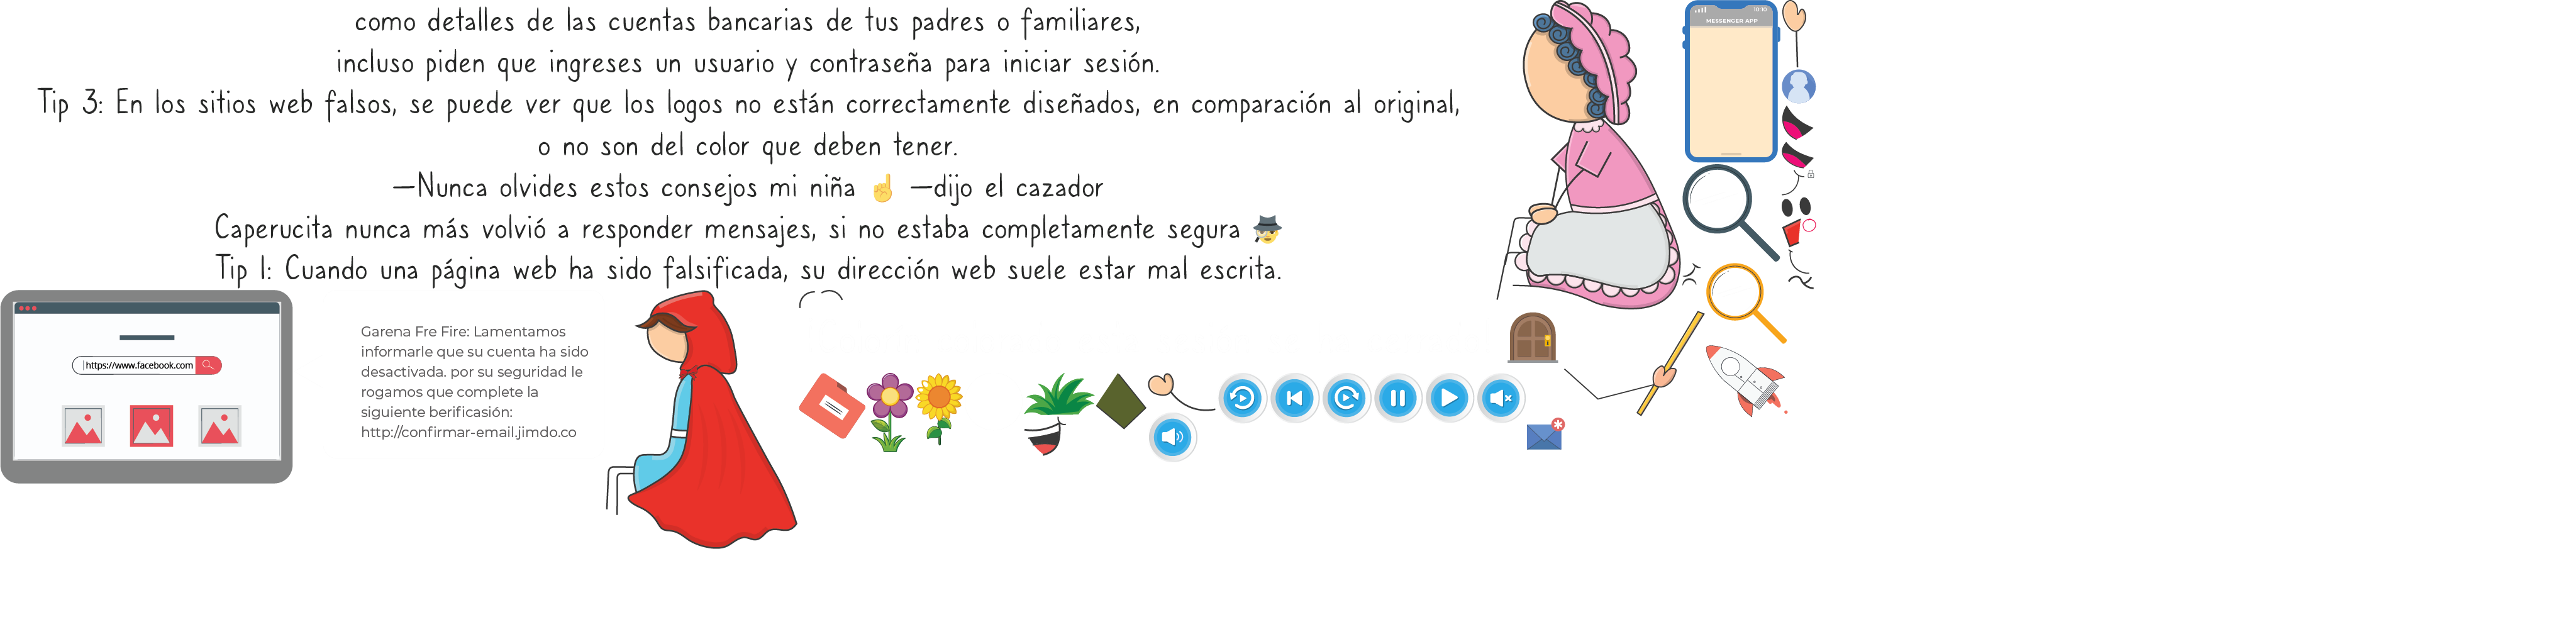 como detalles de las cuentas bancarias de tus padres o familiares,
incluso piden que ingreses un usuario y contraseña para iniciar sesión.
Tip 3: En los sitios web falsos, se puede ver que los logos no están correctamente diseñados, en comparación al original,
o no son del color que deben tener.
—Nunca olvides estos consejos mi niña ☝ —dijo el cazador
Caperucita nunca más volvió a responder mensajes, si no estaba completamente segura 🕵
Tip 1: Cuando una página web ha sido falsificada, su dirección web suele estar mal escrita.
10:10
MESSENGER APP
https://www.facebook.com
Garena Fre Fire: Lamentamos
informarle que su cuenta ha sido
desactivada. por su seguridad le
rogamos que complete la
siguiente berificasión:
http://confirmar-email.jimdo.co